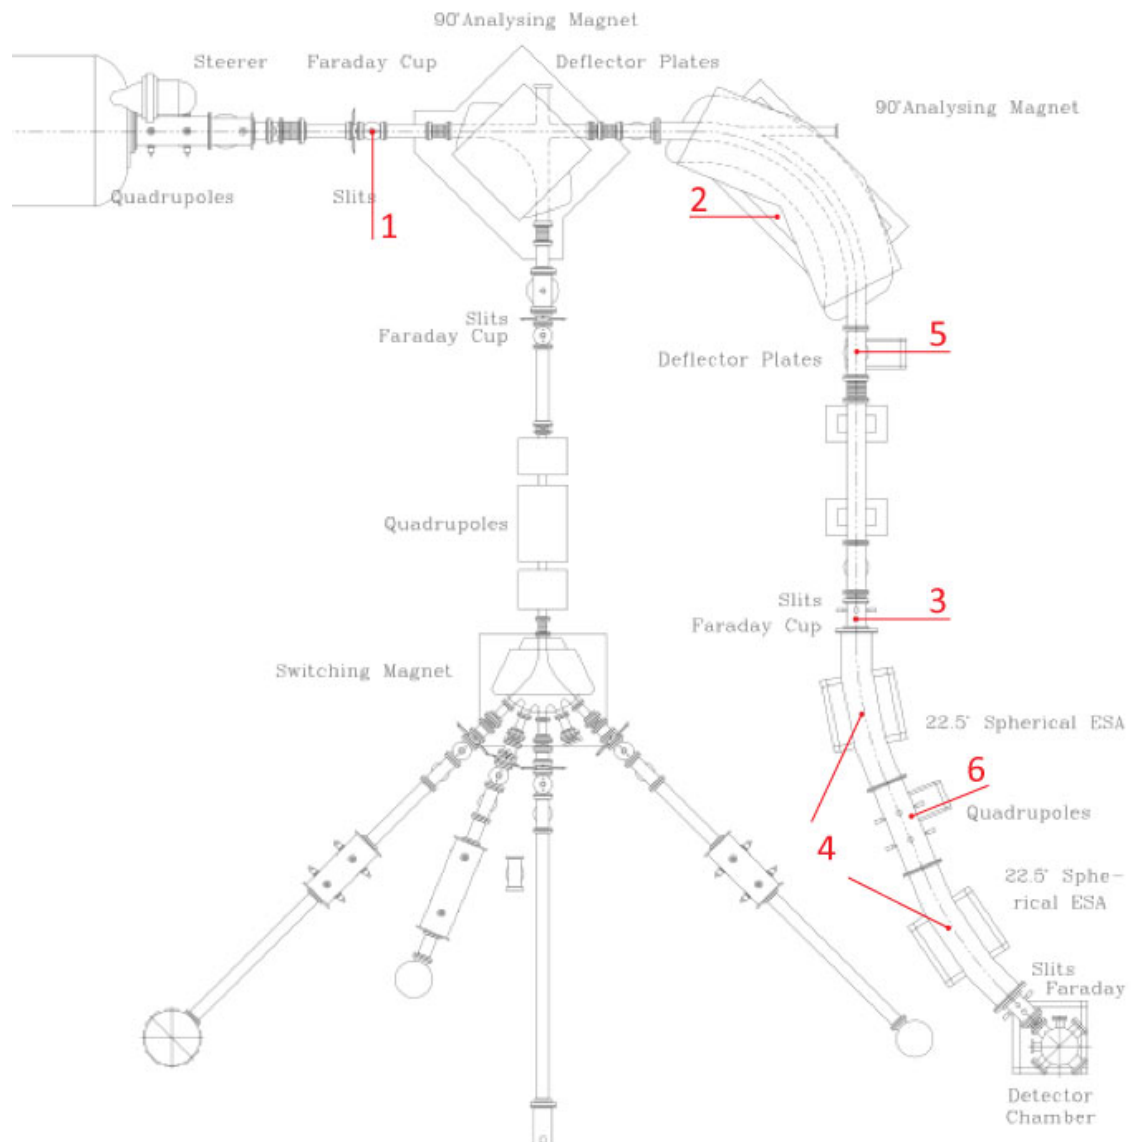 90°Analysing Magnet
Steerer
Faraday Cup
Deflector Plates
90°Analysing Magnet
Quadrupoles
Slits
1
2
Slits
Faraday Cup
Deflector Plates
5
Quadrupoles
Slits
Faraday Cup
3
Switching Magnet
22.5° Spherical ESA
6
Quadrupoles
4
22.5° Sphe-
rical ESA
Slits
Faraday
Detector
Chamber